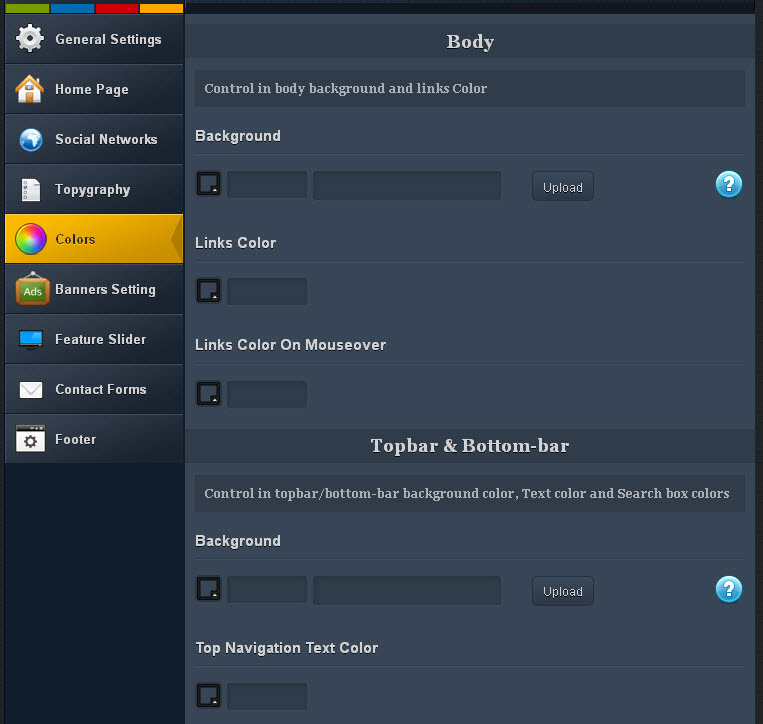 General Settings
Home Page
Social Networks
Topygraphy
Colors
Ads
Banners Setting
Feature Slider
Contact Forms
Footer
Body
Control in body background and links Color
Background
Upload
?
Links Color
Links Color On Mouseover
Topbar & Bottom-bar
Control in topbar/bottom-bar background color, Text color and Search box colors
Background
Upload
?
Top Navigation Text Color